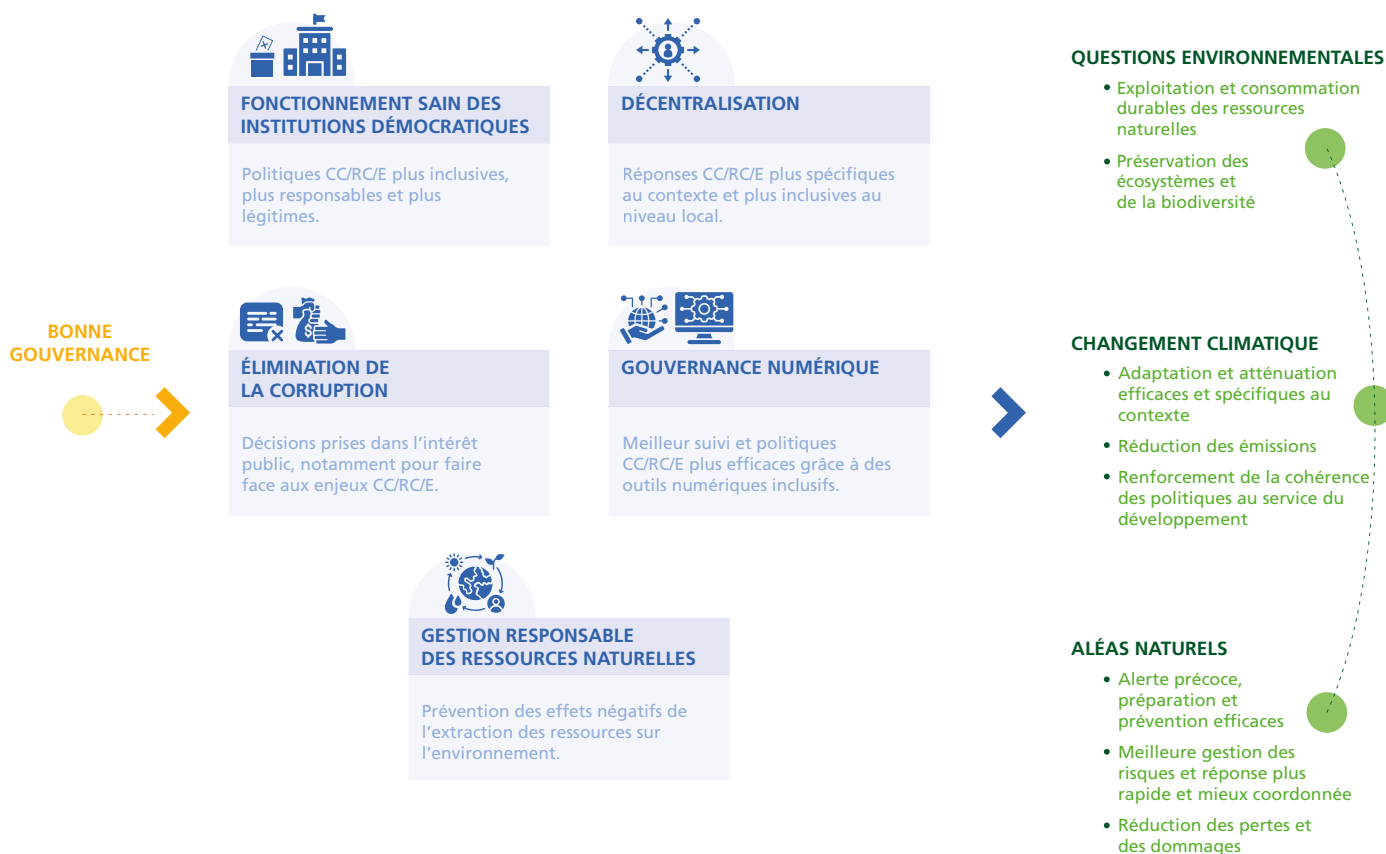 BONNE
GOUVERNANCE
FONCTIONNEMENT SAIN DES
INSTITUTIONS DÉMOCRATIQUES
Politiques CC/RC/E plus inclusives,
plus responsables et plus
légitimes.
DÉCENTRALISATION
Réponses CC/RC/E plus spécifiques
au contexte et plus inclusives au
niveau local.
ÉLIMINATION DE
LA CORRUPTION
Décisions prises dans l’intérêt
public, notamment pour faire
face aux enjeux CC/RC/E.
GOUVERNANCE NUMÉRIQUE
Meilleur suivi et politiques
CC/RC/E plus efficaces grâce à des
outils numériques inclusifs.
GESTION RESPONSABLE
DES RESSOURCES NATURELLES
Prévention des effets négatifs de
l’extraction des ressources sur
l’environnement.
QUESTIONS ENVIRONNEMENTALES
• Exploitation et consommation
durables des ressources
naturelles
• Préservation des
écosystèmes et
de la biodiversité
CHANGEMENT CLIMATIQUE
• Adaptation et atténuation
efficaces et spécifiques au
contexte
• Réduction des émissions
• Renforcement de la cohérence
des politiques au service du
développement
ALÉAS NATURELS
• Alerte précoce,
préparation et
prévention efficaces
• Meilleure gestion des
risques et réponse plus
rapide et mieux coordonnée
• Réduction des pertes et
des dommages